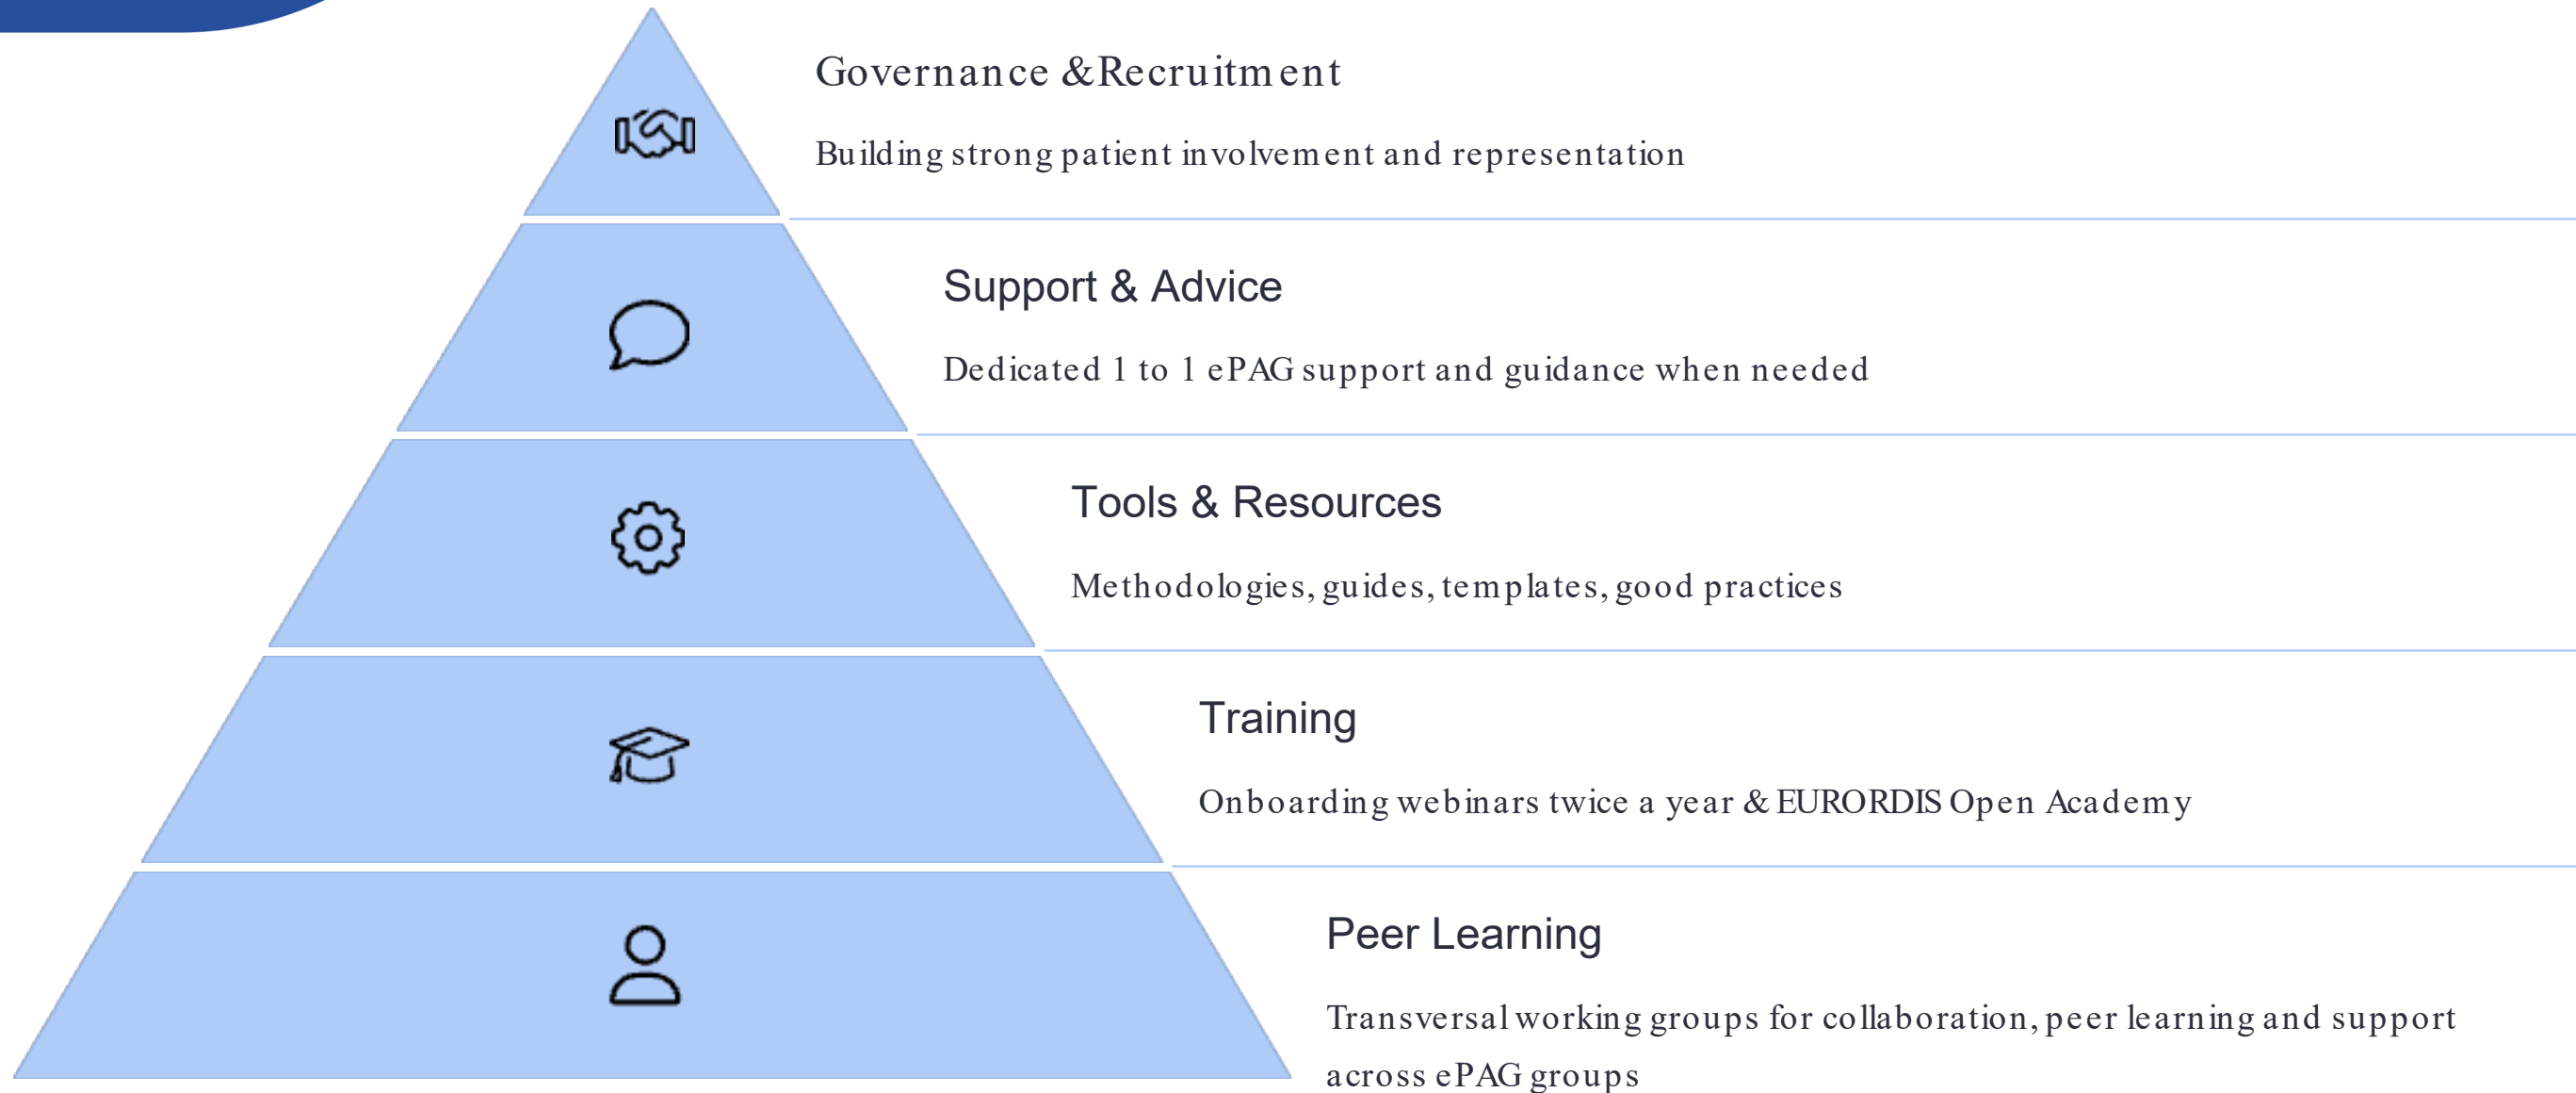 Governance & Recruitment
Building strong patient involvement and representation
Support & Advice
Dedicated 1 to 1 ePAG support and guidance when needed
Tools & Resources
Methodologies, guides, templates, good practices
Training
Onboarding webinars twice a year & EURORDIS Open Academy
Peer Learning
Transversal working groups for collaboration, peer learning and support
across ePAG groups